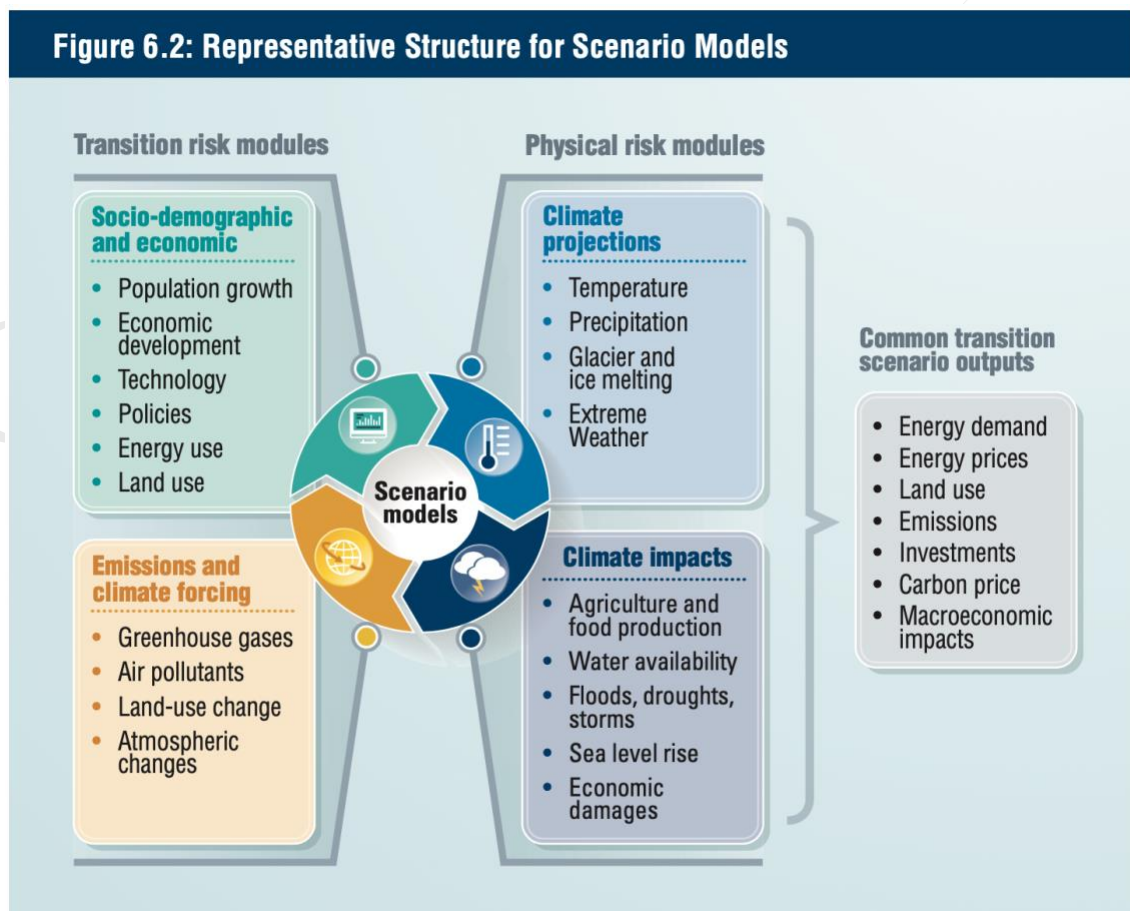 Figure 6.2: Representative Structure for Scenario Models
Transition risk modules
Socio-demographic
and economic
• Population growth
• Economic
development
• Technology
• Policies
• Energy use
• Land use
Emissions and
climate forcing
• Greenhouse gases
• Air pollutants
• Land-use change
• Atmospheric
changes
Scenario
models
Physical risk modules
Climate
projections
• Temperature
• Precipitation
• Glacier and
ice melting
• Extreme
Weather
Climate impacts
• Agriculture and
food production
• Water availability
• Floods, droughts,
storms
• Sea level rise
• Economic
damages
Common transition
scenario outputs
• Energy demand
• Energy prices
• Land use
• Emissions
• Investments
• Carbon price
• Macroeconomic
impacts